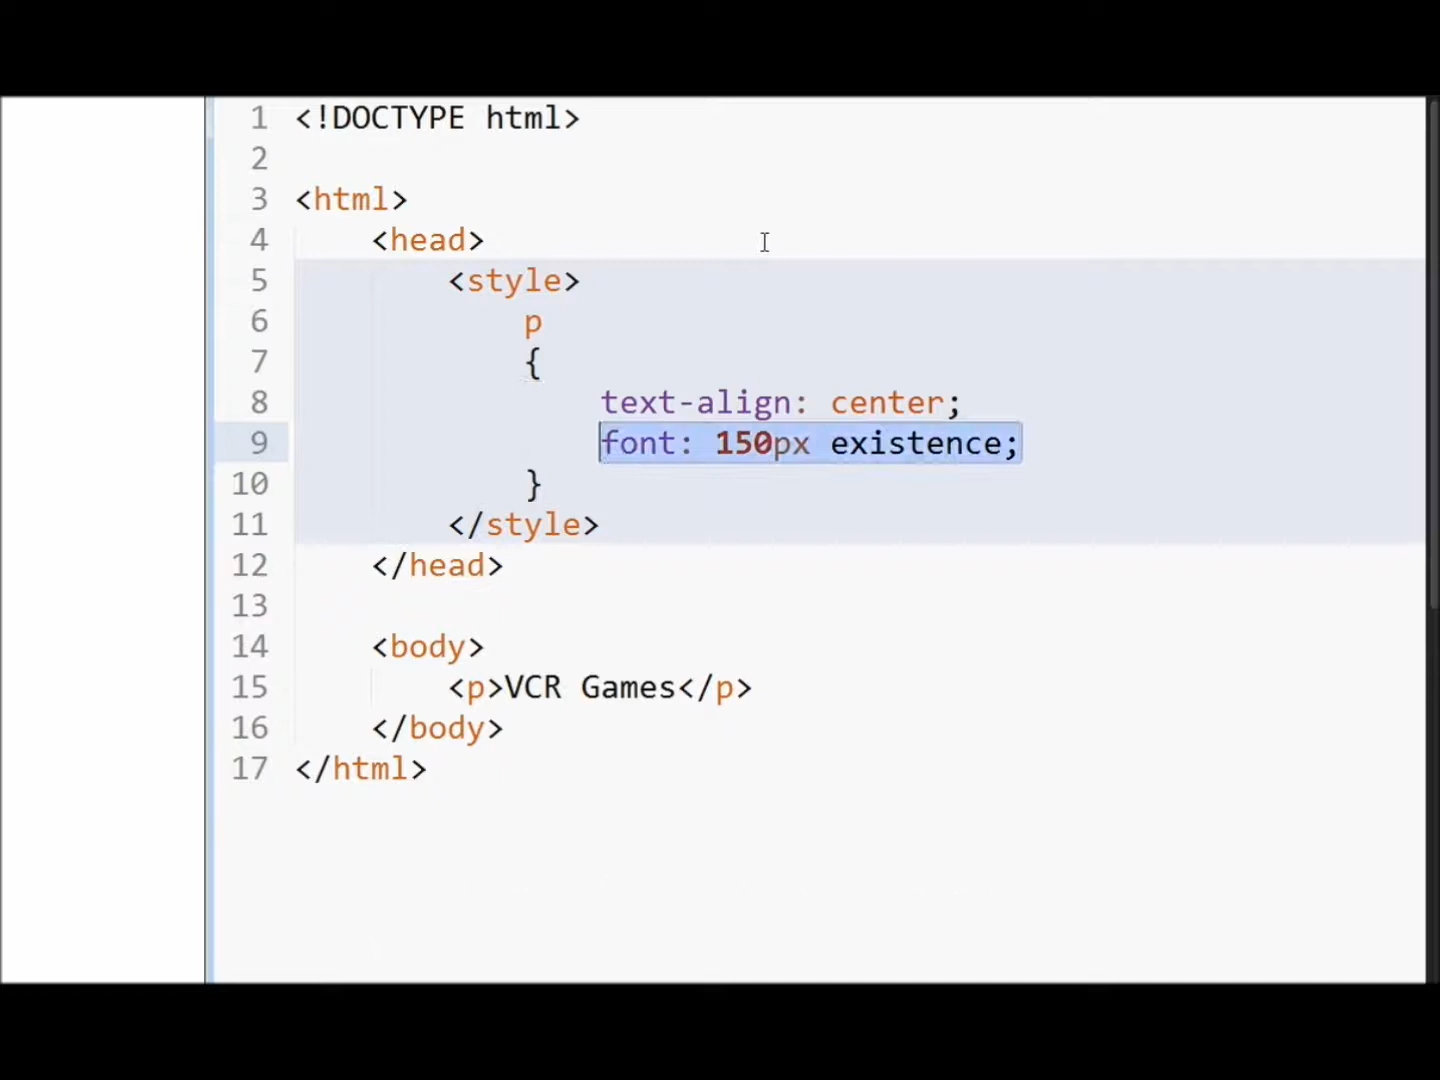 1 <!DOCTYPE html>
2
3 <html>
4 <head>
5 <style>
6 p
7 {
8 text-align: center;
9 font: 150px existence;
10 }
11 </style>
12 </head>
13
14 <body>
15 <p>VCR Games</p>
16 </body>
17 </html>